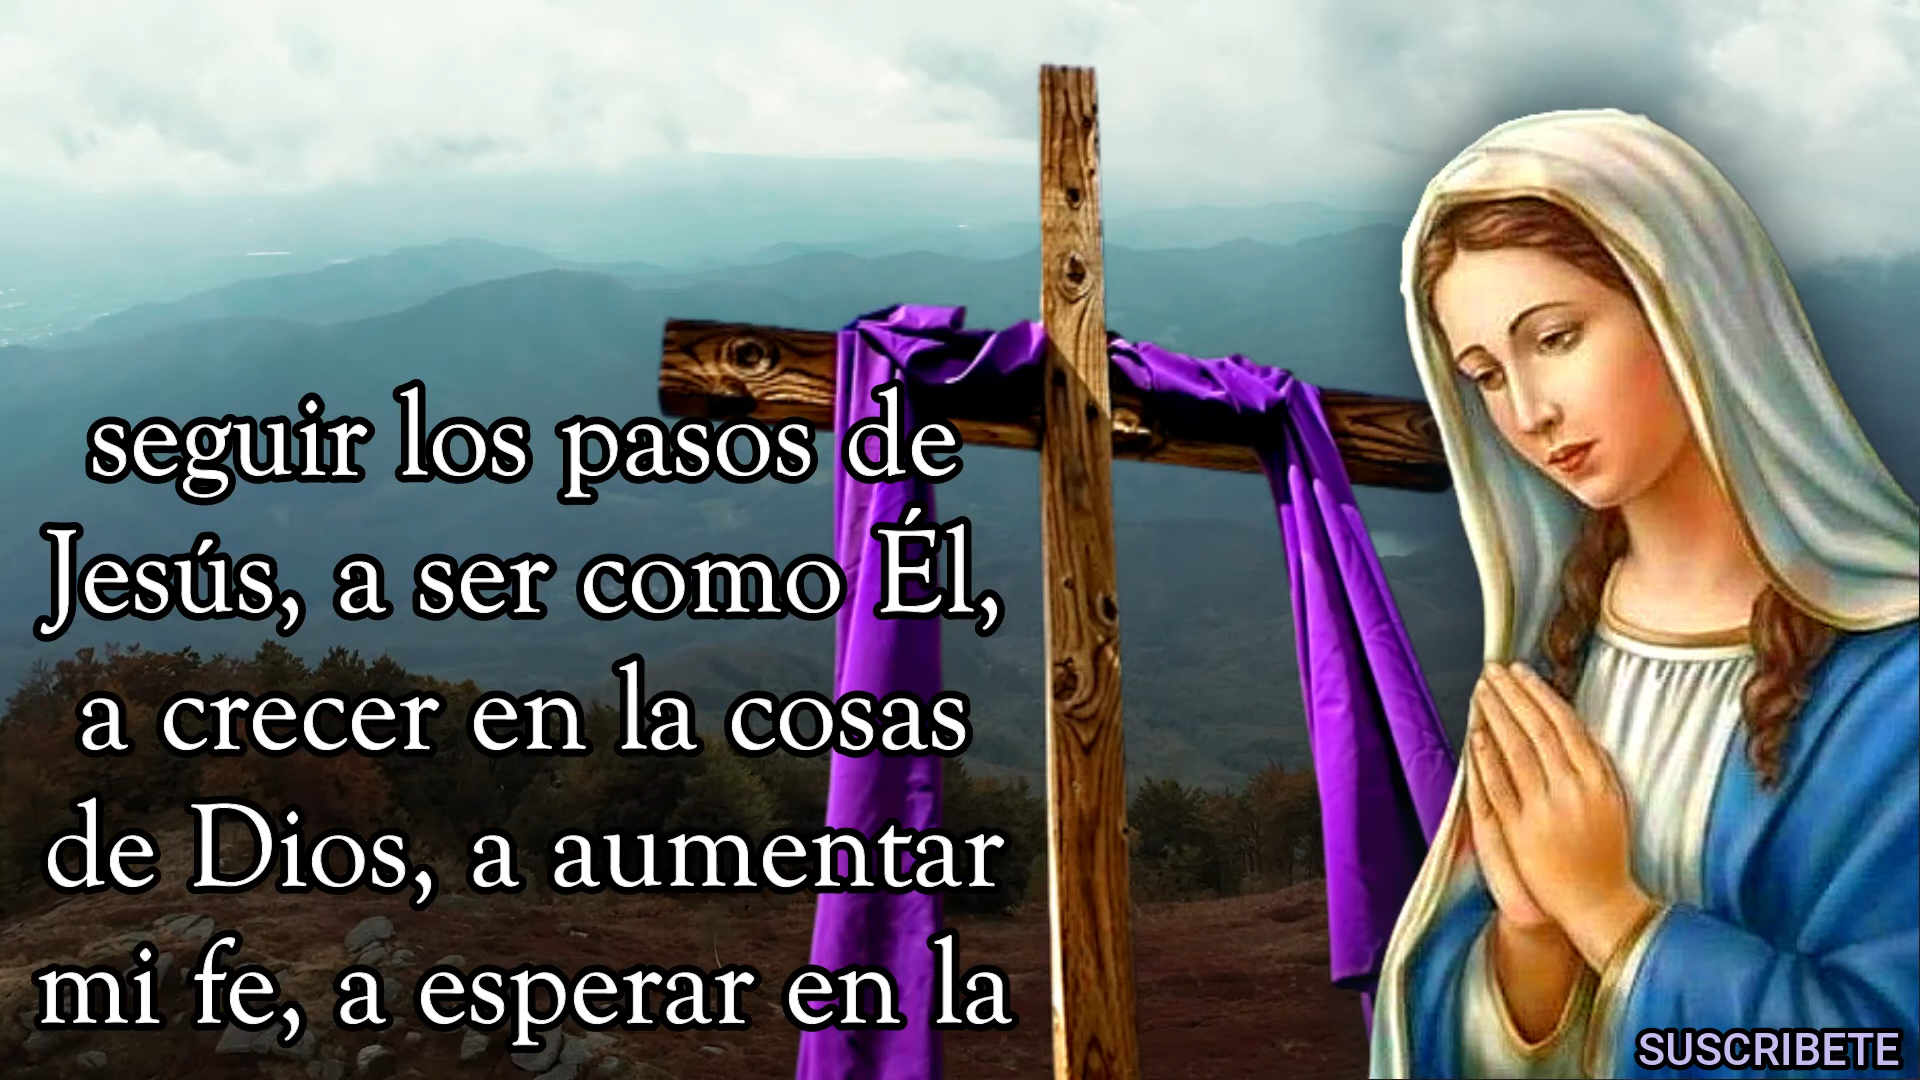 seguir los pasos de
Jesús, a ser como Él,
a crecer en la cosas
de Dios, a aumentar
mi fe, a esperar en la
SUSCRIBETE